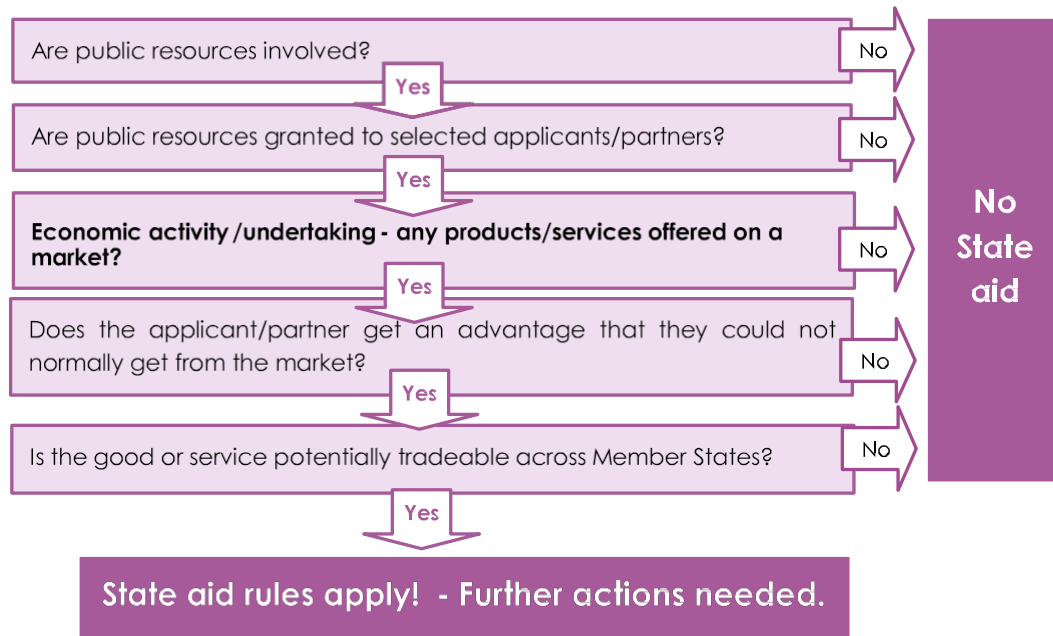 Are public resources involved?
No
Yes
Are public resources granted to selected applicants/partners?
No
Yes
Economic activity/undertaking - any products/services offered on a
market?
No
Yes
Does the applicant/partner get an advantage that they could not
normally get from the market?
No
Yes
Is the good or service potentially tradeable across Member States?
No
Yes
No
State
aid
State aid rules apply! - Further actions needed.